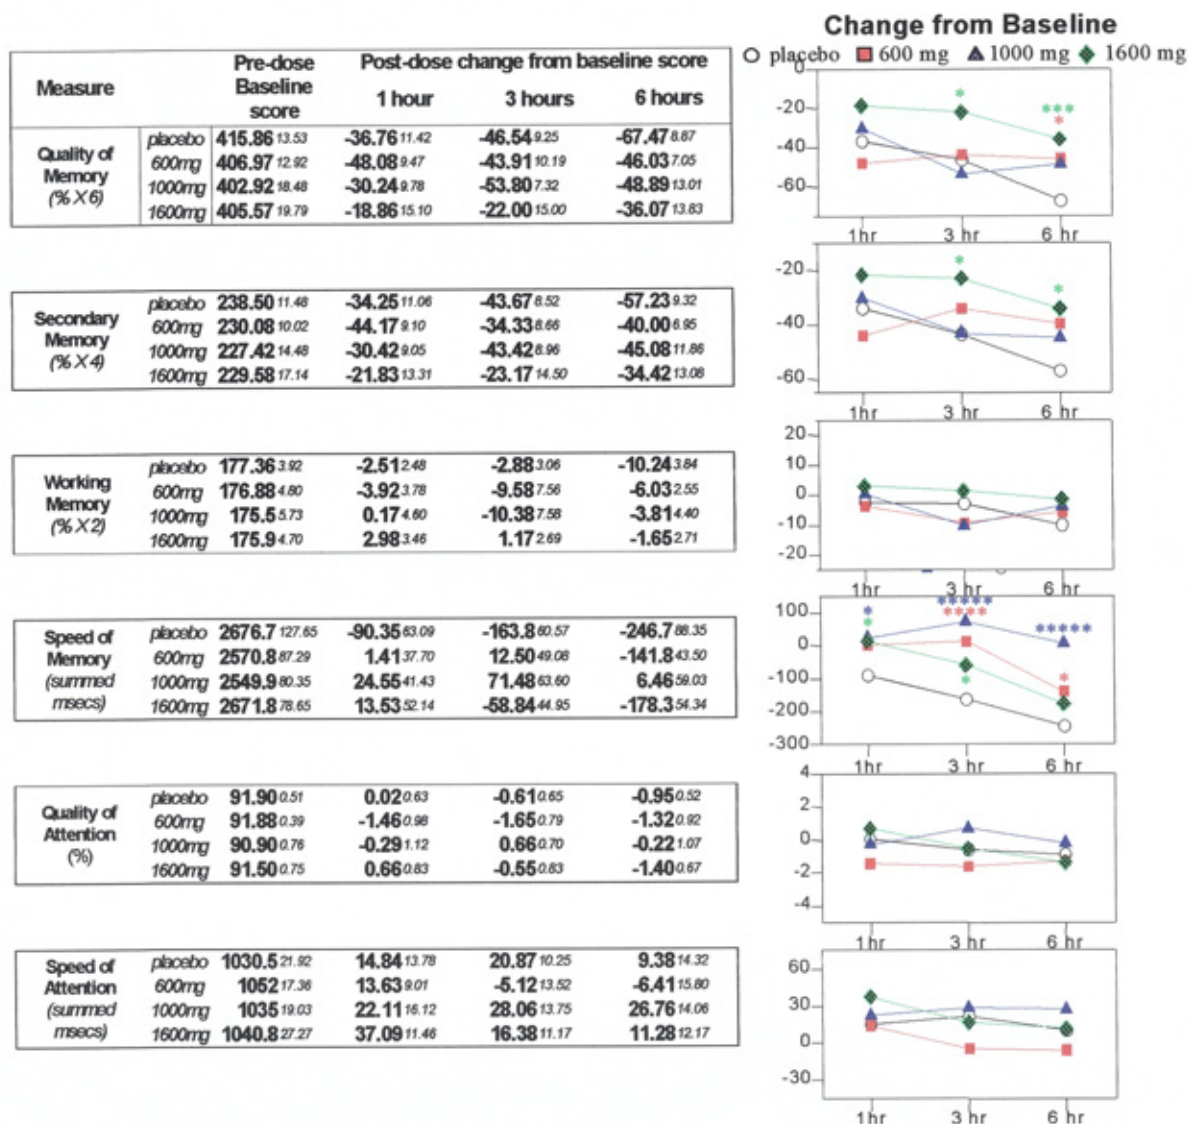 Change from Baseline
placebo 600 mg 1000 mg 1600 mg
Measure Pre-dose Baseline score Post-dose change from baseline score
1 hour 3 hours 6 hours
Quality of Memory (% X 6)
placebo 415.86 13.53 -36.76 11.42 -46.54 9.25 -67.47 8.87
600mg 406.97 12.92 -48.08 9.47 -43.91 10.19 -46.03 7.05
1000mg 402.92 18.48 -30.24 9.78 -53.80 7.32 -48.89 13.01
1600mg 405.57 19.79 -18.86 15.10 -22.00 15.00 -36.07 13.83
0
-20
-40
-60
* *** *
1hr 3 hr 6 hr
Secondary Memory (% X 4)
placebo 238.50 11.48 -34.25 11.06 -43.67 8.52 -57.23 9.32
600mg 230.08 10.02 -44.17 9.10 -34.33 8.66 -40.00 6.95
1000mg 227.42 14.48 -30.42 9.05 -43.42 8.96 -45.08 11.86
1600mg 229.58 17.14 -21.83 13.31 -23.17 14.50 -34.42 13.06
-20
-40
-60
* *
1hr 3 hr 6 hr
Working Memory (% X 2)
placebo 177.36 3.92 -2.51 2.48 -2.88 3.06 -10.24 3.84
600mg 176.88 4.80 -3.92 3.78 -9.58 7.56 -6.03 2.55
1000mg 175.5 5.73 0.17 4.60 -10.38 7.58 -3.81 4.40
1600mg 175.9 4.70 2.98 3.46 1.17 2.69 -1.65 2.71
20
10
0
-10
-20
1hr 3 hr 6 hr
Speed of Memory (summed msecs)
placebo 2676.7 127.65 -90.35 63.09 -163.8 60.57 -246.7 88.35
600mg 2570.8 87.29 1.41 37.70 12.50 49.08 -141.8 43.50
1000mg 2549.9 80.35 24.55 41.43 71.48 63.60 6.46 59.03
1600mg 2671.8 78.65 13.53 52.14 -58.84 44.95 -178.3 54.34
100
0
-100
-200
-300
* * ***** **** * ***** *
1hr 3 hr 6 hr
Quality of Attention (%)
placebo 91.90 0.51 0.02 0.63 -0.61 0.65 -0.95 0.52
600mg 91.88 0.39 -1.46 0.98 -1.65 0.79 -1.32 0.92
1000mg 90.90 0.76 -0.29 1.12 0.66 0.70 -0.22 1.07
1600mg 91.50 0.75 0.66 0.83 -0.55 0.83 -1.40 0.67
4
2
0
-2
-4
1hr 3 hr 6 hr
Speed of Attention (summed msecs)
placebo 1030.5 21.92 14.84 13.78 20.87 10.25 9.38 14.32
600mg 1052 17.36 13.63 9.01 -5.12 13.52 -6.41 15.80
1000mg 1035 19.03 22.11 16.12 28.06 13.75 26.76 14.06
1600mg 1040.8 27.27 37.09 11.46 16.38 11.17 11.28 12.17
60
30
0
-30
1hr 3 hr 6 hr